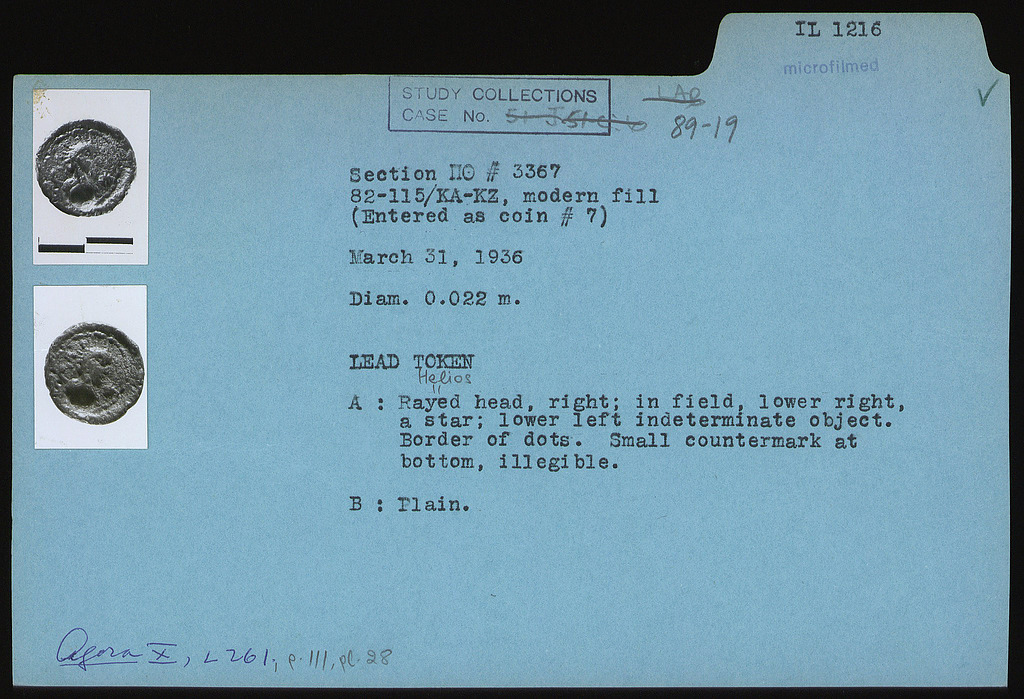 IL 1216
microfilmed
STUDY COLLECTIONS
CASE No.
89-19
Section ΠΘ # 3367
82-115/KA-KZ, modern fill
(Entered as coin # 7)
March 31, 1936
Diam. 0.022 m.
LEAD TOKEN
Helios
A : Rayed head, right; in field, lower right,
a star; lower left indeterminate object.
Border of dots. Small countermark at
bottom, illegible.
B : Plain.
Agora X, L 261, p. 111, pl. 28